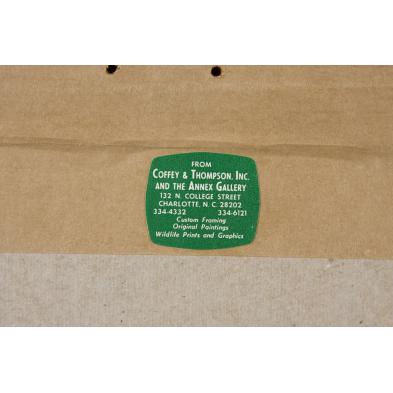 FROM
COFFEY & THOMPSON, INC.
AND THE ANNEX GALLERY
132 N. COLLEGE STREET
CHARLOTTE, N. C. 28202
334-4332 334-6121
Custom Framing
Original Paintings
Wildlife Prints and Graphics